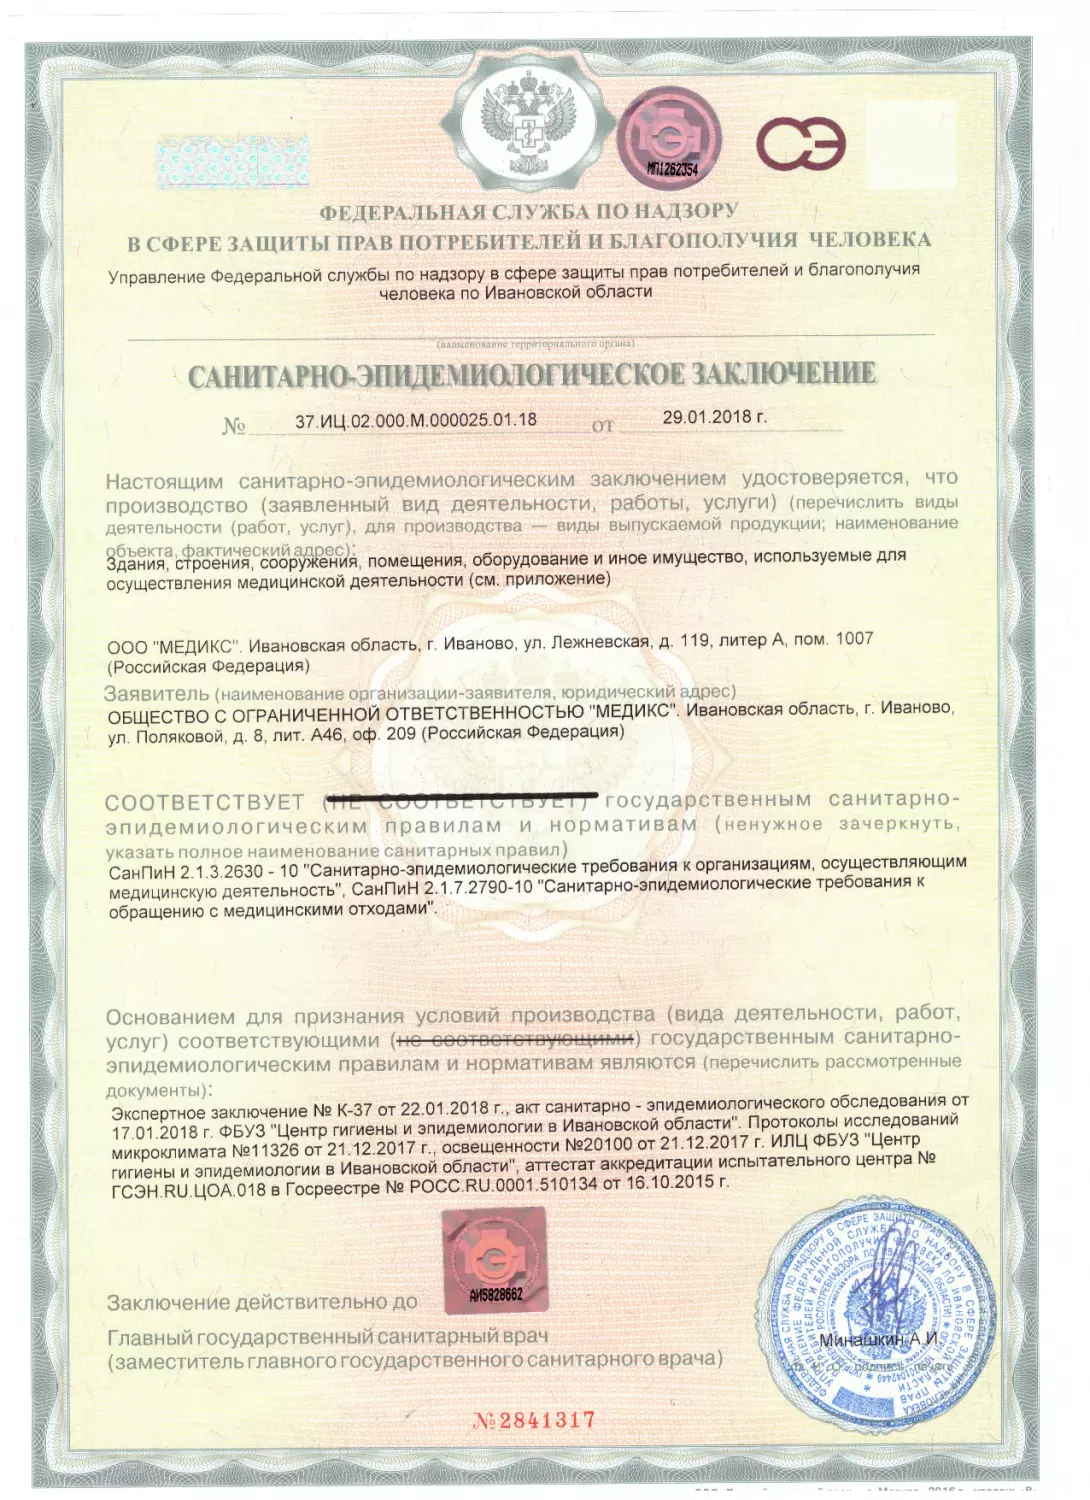 МП1262354
СЭ
ФЕДЕРАЛЬНАЯ СЛУЖБА ПО НАДЗОРУ
В СФЕРЕ ЗАЩИТЫ ПРАВ ПОТРЕБИТЕЛЕЙ И БЛАГОПОЛУЧИЯ ЧЕЛОВЕКА
Управление Федеральной службы по надзору в сфере защиты прав потребителей и благополучия
человека по Ивановской области
(наименование территориального органа)
САНИТАРНО-ЭПИДЕМИОЛОГИЧЕСКОЕ ЗАКЛЮЧЕНИЕ
№ 37.ИЦ.02.000.М.000025.01.18 от 29.01.2018 г.
Настоящим санитарно-эпидемиологическим заключением удостоверяется, что
производство (заявленный вид деятельности, работы, услуги) (перечислить виды
деятельности (работ, услуг), для производства — виды выпускаемой продукции; наименование
объекта, фактический адрес):
Здания, строения, сооружения, помещения, оборудование и иное имущество, используемые для
осуществления медицинской деятельности (см. приложение)
ООО "МЕДИКС". Ивановская область, г. Иваново, ул. Лежневская, д. 119, литер А, пом. 1007
(Российская Федерация)
Заявитель (наименование организации-заявителя, юридический адрес)
ОБЩЕСТВО С ОГРАНИЧЕННОЙ ОТВЕТСТВЕННОСТЬЮ "МЕДИКС". Ивановская область, г. Иваново,
ул. Поляковой, д. 8, лит. А46, оф. 209 (Российская Федерация)
СООТВЕТСТВУЕТ (НЕ СООТВЕТСТВУЕТ) государственным санитарно-
эпидемиологическим правилам и нормативам (ненужное зачеркнуть,
указать полное наименование санитарных правил)
СанПиН 2.1.3.2630 - 10 "Санитарно-эпидемиологические требования к организациям, осуществляющим
медицинскую деятельность", СанПиН 2.1.7.2790-10 "Санитарно-эпидемиологические требования к
обращению с медицинскими отходами".
Основанием для признания условий производства (вида деятельности, работ,
услуг) соответствующими (не соответствующими) государственным санитарно-
эпидемиологическим правилам и нормативам являются (перечислить рассмотренные
документы):
Экспертное заключение № К-37 от 22.01.2018 г., акт санитарно - эпидемиологического обследования от
17.01.2018 г. ФБУЗ "Центр гигиены и эпидемиологии в Ивановской области". Протоколы исследований
микроклимата №11326 от 21.12.2017 г., освещенности №20100 от 21.12.2017 г. ИЛЦ ФБУЗ "Центр
гигиены и эпидемиологии в Ивановской области", аттестат аккредитации испытательного центра №
ГСЭН.RU.ЦОА.018 в Госреестре № РОСС.RU.0001.510134 от 16.10.2015 г.
АИ5828662
Заключение действительно до
Главный государственный санитарный врач
(заместитель главного государственного санитарного врача)
Минашкин А.И.
Ф. И. О., подпись, печать
№2841317